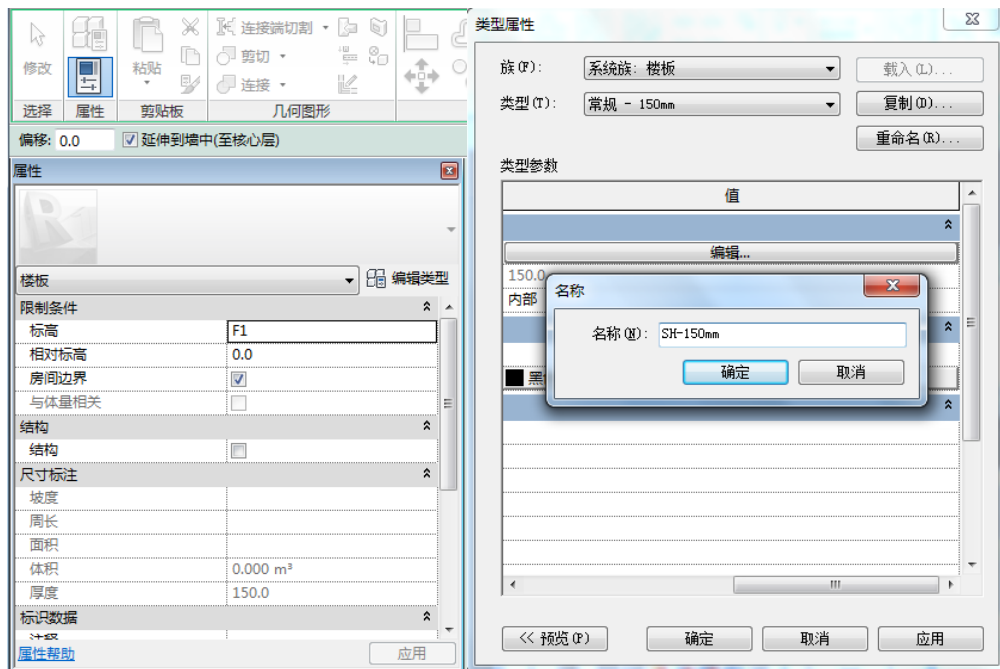 修改
粘贴
连接端切割
剪切
连接
选择 属性 剪贴板 几何图形
偏移: 0.0 延伸到墙中(至核心层)
属性
楼板 编辑类型
限制条件
标高 F1
相对标高 0.0
房间边界
与体量相关
结构
结构
尺寸标注
坡度
周长
面积
体积 0.000 m³
厚度 150.0
标识数据
注释
属性帮助 应用
类型属性
族(F): 系统族: 楼板 载入(L)...
类型(T): 常规 - 150mm 复制(D)...
重命名(R)...
类型参数
值
编辑...
150.0
内部
名称
名称(N): SH-150mm
确定 取消
黑
<< 预览(P) 确定 取消 应用